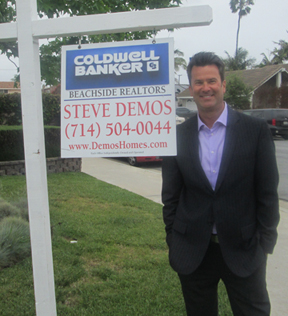 COLDWELL
BANKER
BEACHSIDE REALTORS
STEVE DEMOS
(714) 504-0044
www.DemosHomes.com